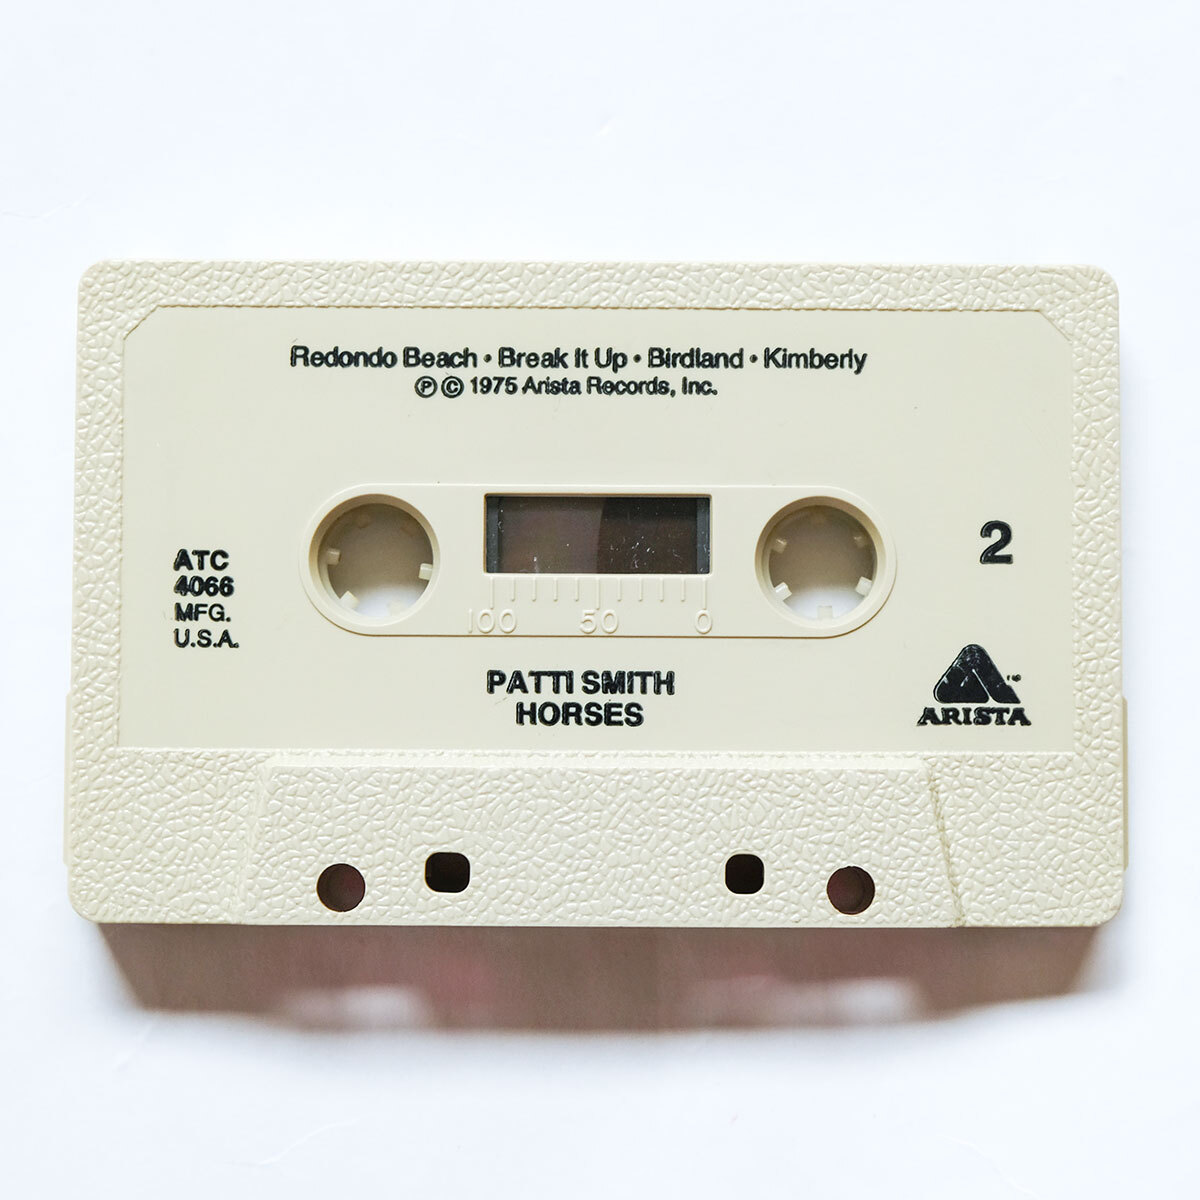 Redondo Beach • Break It Up • Birdland • Kimberly
℗ © 1975 Arista Records, Inc.
ATC
4066
MFG.
U.S.A.
2
100 50 0
PATTI SMITH
HORSES
ARISTA™